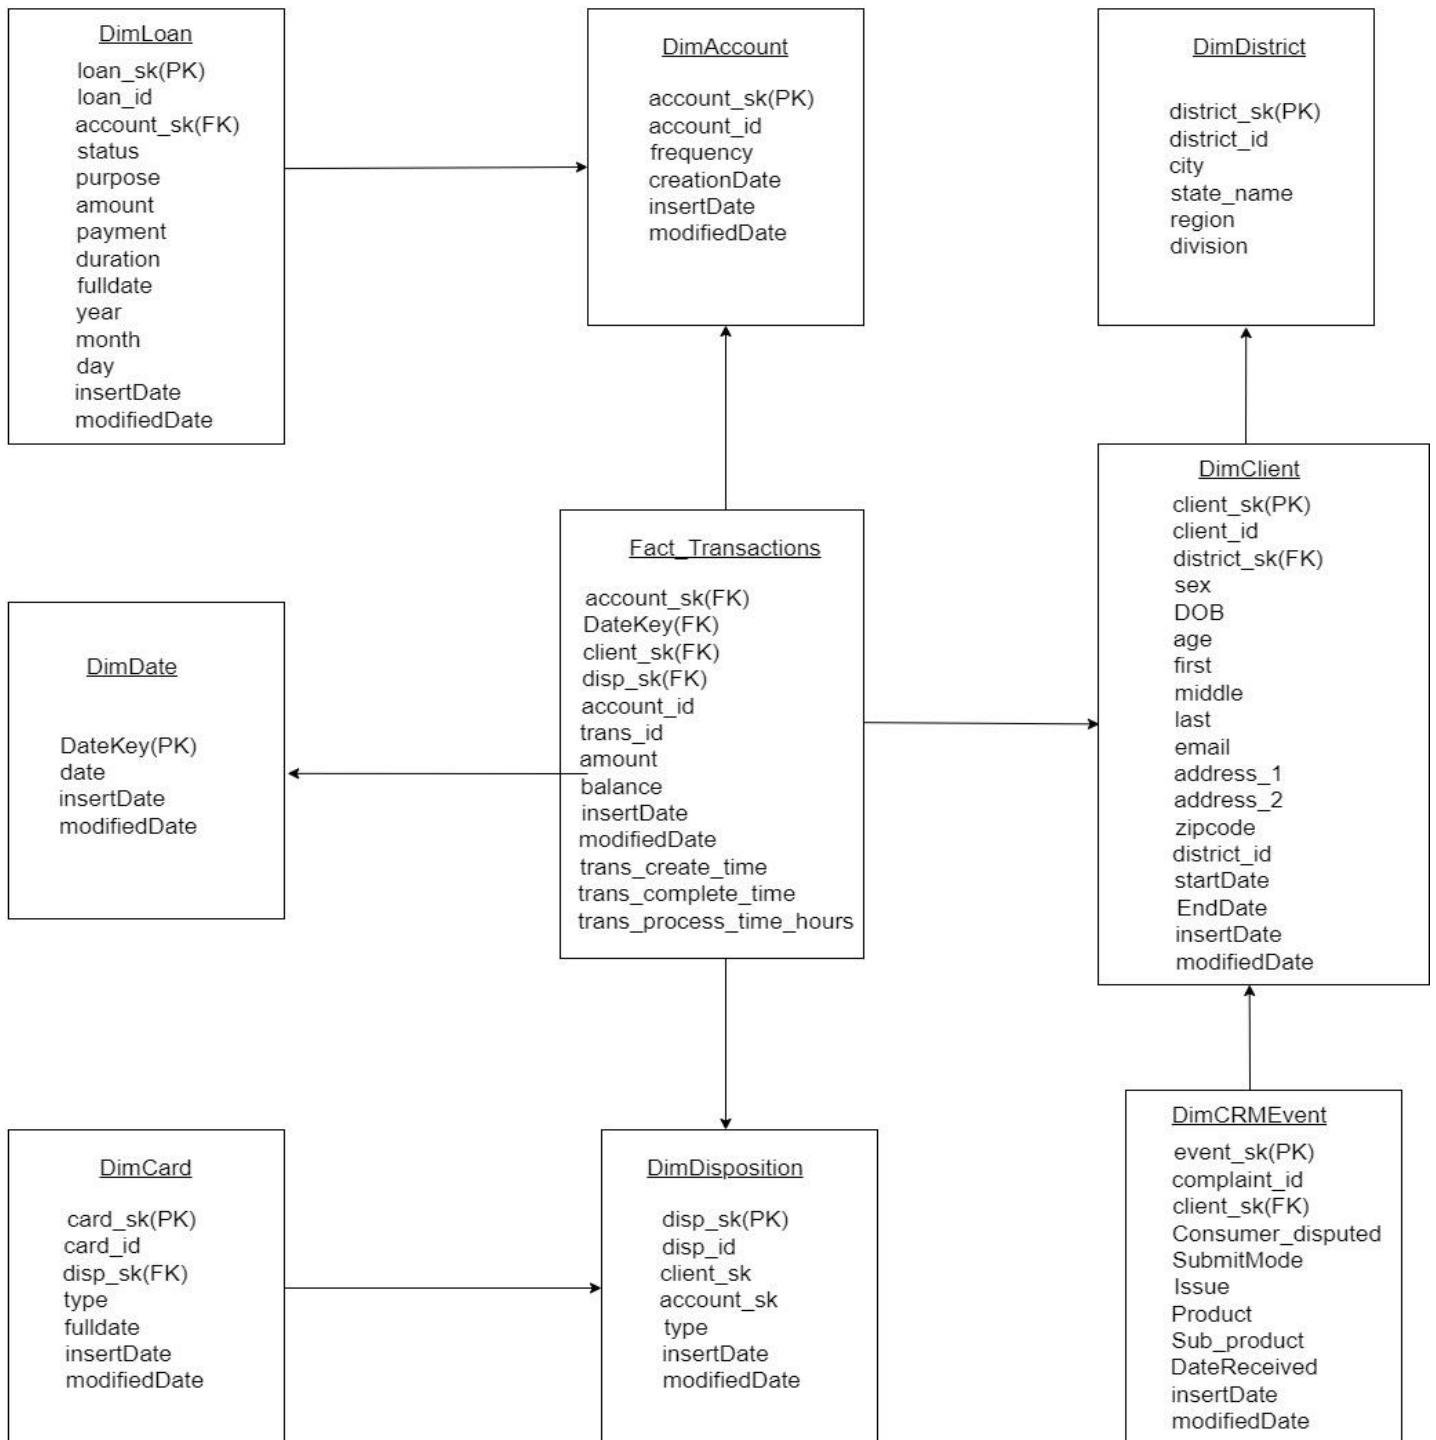 DimLoan
loan_sk(PK)
loan_id
account_sk(FK)
status
purpose
amount
payment
duration
fulldate
year
month
day
insertDate
modifiedDate
DimAccount
account_sk(PK)
account_id
frequency
creationDate
insertDate
modifiedDate
DimDistrict
district_sk(PK)
district_id
city
state_name
region
division
DimDate
DateKey(PK)
date
insertDate
modifiedDate
Fact_Transactions
account_sk(FK)
DateKey(FK)
client_sk(FK)
disp_sk(FK)
account_id
trans_id
amount
balance
insertDate
modifiedDate
trans_create_time
trans_complete_time
trans_process_time_hours
DimClient
client_sk(PK)
client_id
district_sk(FK)
sex
DOB
age
first
middle
last
email
address_1
address_2
zipcode
district_id
startDate
EndDate
insertDate
modifiedDate
DimCard
card_sk(PK)
card_id
disp_sk(FK)
type
fulldate
insertDate
modifiedDate
DimDisposition
disp_sk(PK)
disp_id
client_sk
account_sk
type
insertDate
modifiedDate
DimCRMEvent
event_sk(PK)
complaint_id
client_sk(FK)
Consumer_disputed
SubmitMode
Issue
Product
Sub_product
DateReceived
insertDate
modifiedDate